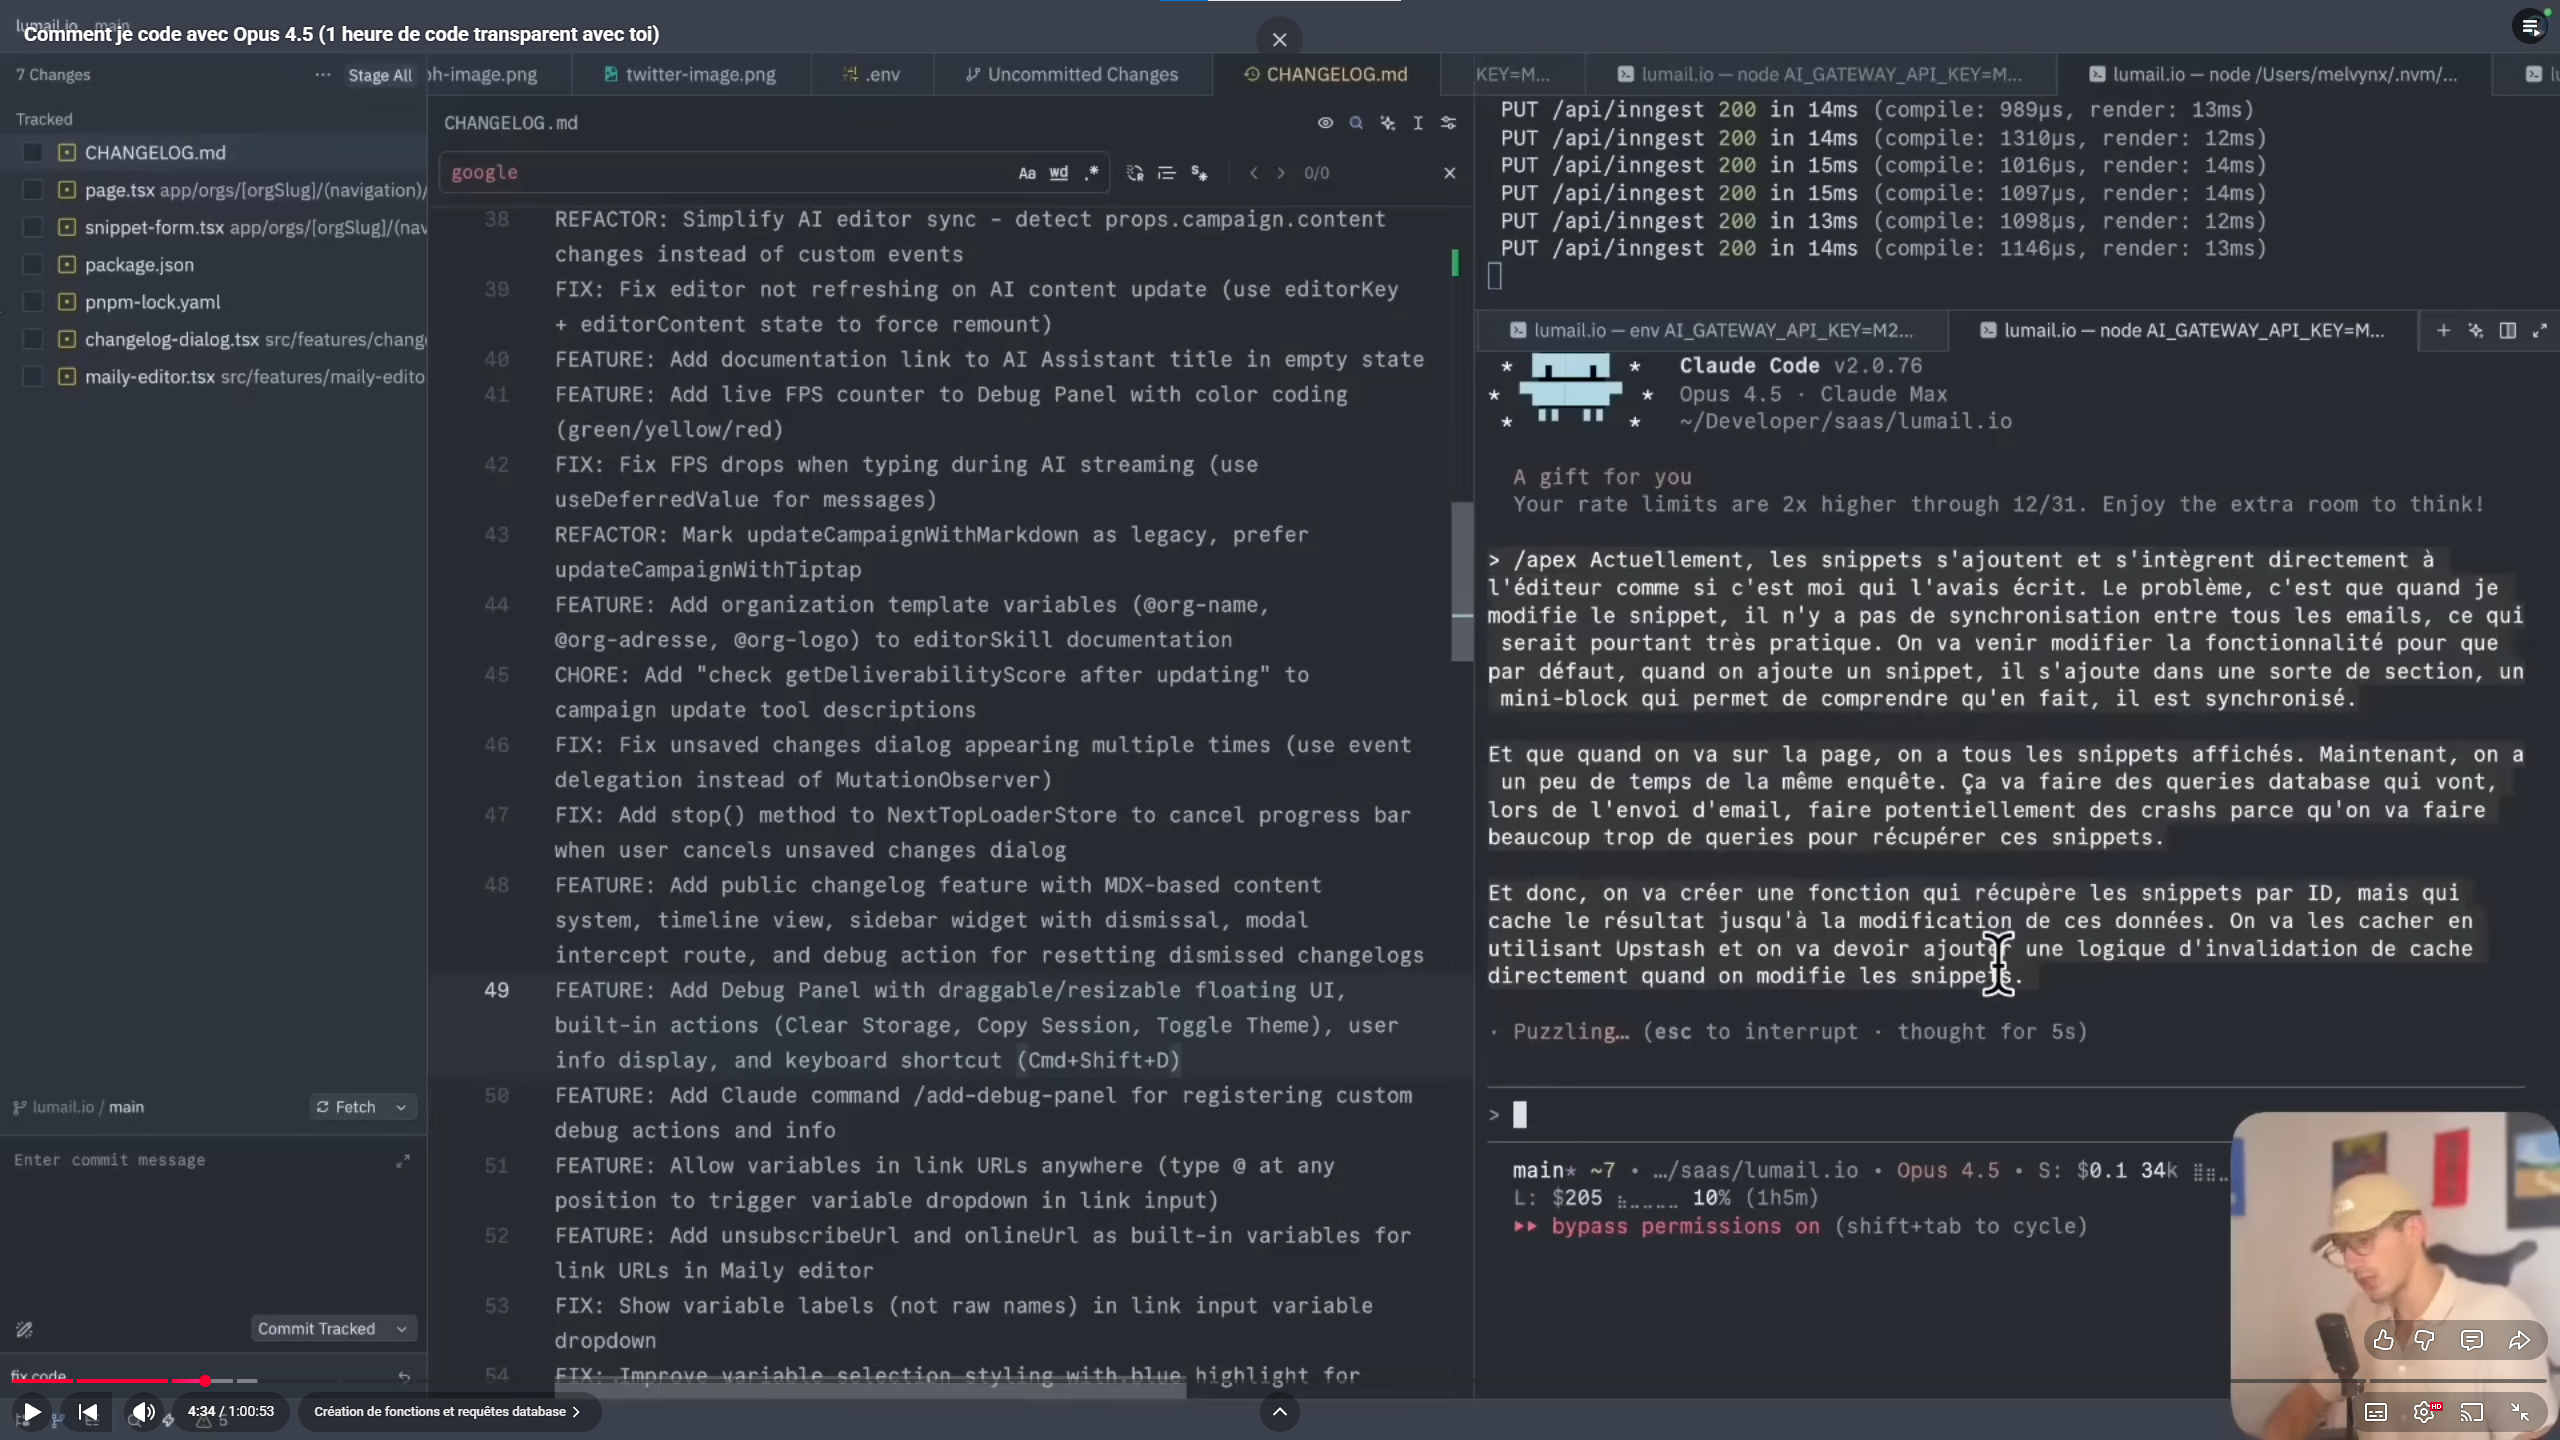 lumail.io main
Comment je code avec Opus 4.5 (1 heure de code transparent avec toi)
7 Changes
Stage All
Tracked
CHANGELOG.md
page.tsx app/orgs/[orgSlug]/(navigation)/
snippet-form.tsx app/orgs/[orgSlug]/(nav
package.json
pnpm-lock.yaml
changelog-dialog.tsx src/features/change
maily-editor.tsx src/features/maily-edito
lumail.io / main
Fetch
Enter commit message
Commit Tracked
fix code
ph-image.png
twitter-image.png
.env
Uncommitted Changes
CHANGELOG.md
CHANGELOG.md
google
Aa wd .*
0/0
38 REFACTOR: Simplify AI editor sync - detect props.campaign.content
changes instead of custom events
39 FIX: Fix editor not refreshing on AI content update (use editorKey
+ editorContent state to force remount)
40 FEATURE: Add documentation link to AI Assistant title in empty state
41 FEATURE: Add live FPS counter to Debug Panel with color coding
(green/yellow/red)
42 FIX: Fix FPS drops when typing during AI streaming (use
useDeferredValue for messages)
43 REFACTOR: Mark updateCampaignWithMarkdown as legacy, prefer
updateCampaignWithTiptap
44 FEATURE: Add organization template variables (@org-name,
@org-adresse, @org-logo) to editorSkill documentation
45 CHORE: Add "check getDeliverabilityScore after updating" to
campaign update tool descriptions
46 FIX: Fix unsaved changes dialog appearing multiple times (use event
delegation instead of MutationObserver)
47 FIX: Add stop() method to NextTopLoaderStore to cancel progress bar
when user cancels unsaved changes dialog
48 FEATURE: Add public changelog feature with MDX-based content
system, timeline view, sidebar widget with dismissal, modal
intercept route, and debug action for resetting dismissed changelogs
49 FEATURE: Add Debug Panel with draggable/resizable floating UI,
built-in actions (Clear Storage, Copy Session, Toggle Theme), user
info display, and keyboard shortcut (Cmd+Shift+D)
50 FEATURE: Add Claude command /add-debug-panel for registering custom
debug actions and info
51 FEATURE: Allow variables in link URLs anywhere (type @ at any
position to trigger variable dropdown in link input)
52 FEATURE: Add unsubscribeUrl and onlineUrl as built-in variables for
link URLs in Maily editor
53 FIX: Show variable labels (not raw names) in link input variable
dropdown
54 FIX: Improve variable selection styling with blue highlight for
KEY=M...
lumail.io — node AI_GATEWAY_API_KEY=M...
lumail.io — node /Users/melvynx/.nvm/...
PUT /api/inngest 200 in 14ms (compile: 989µs, render: 13ms)
PUT /api/inngest 200 in 14ms (compile: 1310µs, render: 12ms)
PUT /api/inngest 200 in 15ms (compile: 1016µs, render: 14ms)
PUT /api/inngest 200 in 15ms (compile: 1097µs, render: 14ms)
PUT /api/inngest 200 in 13ms (compile: 1098µs, render: 12ms)
PUT /api/inngest 200 in 14ms (compile: 1146µs, render: 13ms)
lumail.io — env AI_GATEWAY_API_KEY=M2...
lumail.io — node AI_GATEWAY_API_KEY=M...
Claude Code v2.0.76
Opus 4.5 · Claude Max
~/Developer/saas/lumail.io
A gift for you
Your rate limits are 2x higher through 12/31. Enjoy the extra room to think!
> /apex Actuellement, les snippets s'ajoutent et s'intègrent directement à
l'éditeur comme si c'est moi qui l'avais écrit. Le problème, c'est que quand je
modifie le snippet, il n'y a pas de synchronisation entre tous les emails, ce qui
serait pourtant très pratique. On va venir modifier la fonctionnalité pour que
par défaut, quand on ajoute un snippet, il s'ajoute dans une sorte de section, un
mini-block qui permet de comprendre qu'en fait, il est synchronisé.
Et que quand on va sur la page, on a tous les snippets affichés. Maintenant, on a
un peu de temps de la même enquête. Ça va faire des queries database qui vont,
lors de l'envoi d'email, faire potentiellement des crashs parce qu'on va faire
beaucoup trop de queries pour récupérer ces snippets.
Et donc, on va créer une fonction qui récupère les snippets par ID, mais qui
cache le résultat jusqu'à la modification de ces données. On va les cacher en
utilisant Upstash et on va devoir ajouter une logique d'invalidation de cache
directement quand on modifie les snippets.
· Puzzling… (esc to interrupt · thought for 5s)
>
main* ~7 • …/saas/lumail.io • Opus 4.5 • S: $0.1 34k
L: $205 10% (1h5m)
bypass permissions on (shift+tab to cycle)
4:34 / 1:00:53
Création de fonctions et requêtes database
HD